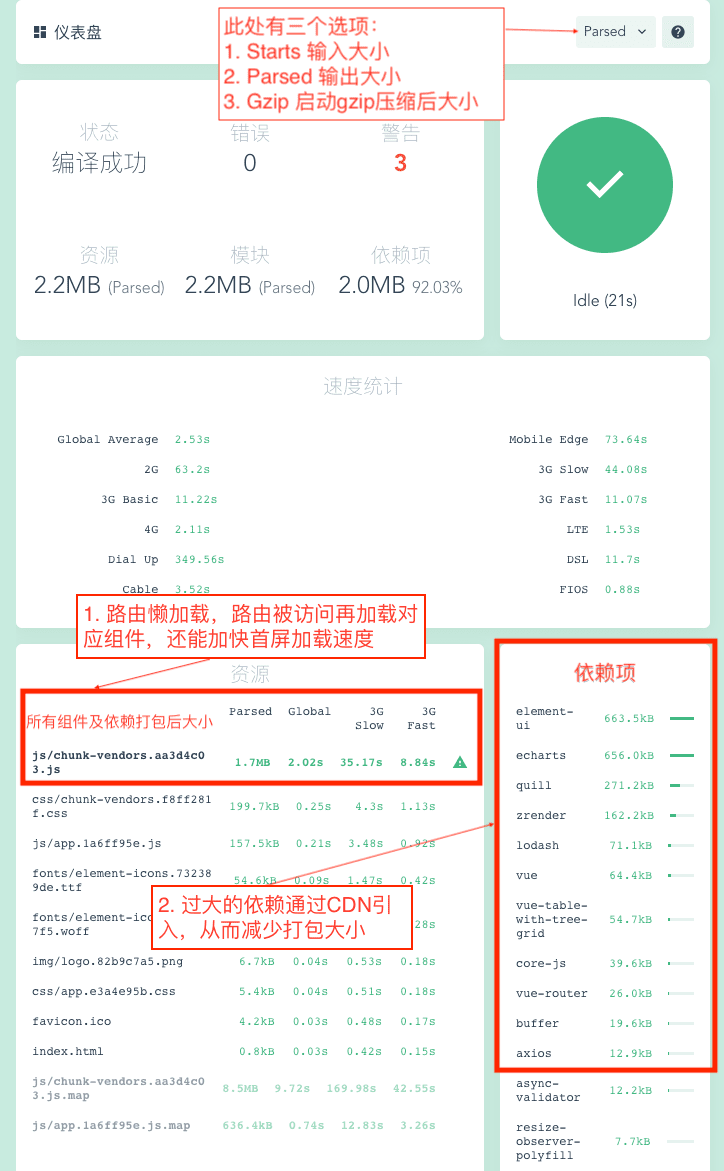 仪表盘
此处有三个选项：
1. Starts 输入大小
2. Parsed 输出大小
3. Gzip 启动gzip压缩后大小
Parsed
?
状态
编译成功
错误
0
警告
3
资源
2.2MB (Parsed)
模块
2.2MB (Parsed)
依赖项
2.0MB 92.03%
Idle (21s)
速度统计
Global Average 2.53s
2G 63.2s
3G Basic 11.22s
4G 2.11s
Dial Up 349.56s
Cable 3.52s
Mobile Edge 73.64s
3G Slow 44.08s
3G Fast 11.07s
LTE 1.53s
DSL 11.7s
FIOS 0.88s
1. 路由懒加载，路由被访问再加载对
应组件，还能加快首屏加载速度
资源
所有组件及依赖打包后大小
Parsed Global 3G Slow 3G Fast
js/chunk-vendors.aa3d4c0
3.js
1.7MB 2.02s 35.17s 8.84s
css/chunk-vendors.f8ff281
f.css
199.7kB 0.25s 4.3s 1.13s
js/app.1a6ff95e.js 157.5kB 0.21s 3.48s 0.92s
fonts/element-icons.73238
9de.ttf
54.6kB 0.09s 1.47s 0.42s
fonts/element-ico
7f5.woff
28s
2. 过大的依赖通过CDN引
入，从而减少打包大小
img/logo.82b9c7a5.png 6.7kB 0.04s 0.53s 0.18s
css/app.e3a4e95b.css 5.4kB 0.04s 0.51s 0.18s
favicon.ico 4.2kB 0.03s 0.48s 0.17s
index.html 0.8kB 0.03s 0.42s 0.15s
js/chunk-vendors.aa3d4c0
3.js.map
8.5MB 9.72s 169.98s 42.55s
js/app.1a6ff95e.js.map 636.4kB 0.74s 12.83s 3.26s
依赖项
element-
ui
663.5kB
echarts 656.0kB
quill 271.2kB
zrender 162.2kB
lodash 71.1kB
vue 64.4kB
vue-table-
with-tree-
grid
54.7kB
core-js 39.6kB
vue-router 26.0kB
buffer 19.6kB
axios 12.9kB
async-
validator
12.2kB
resize-
observer-
polyfill
7.7kB